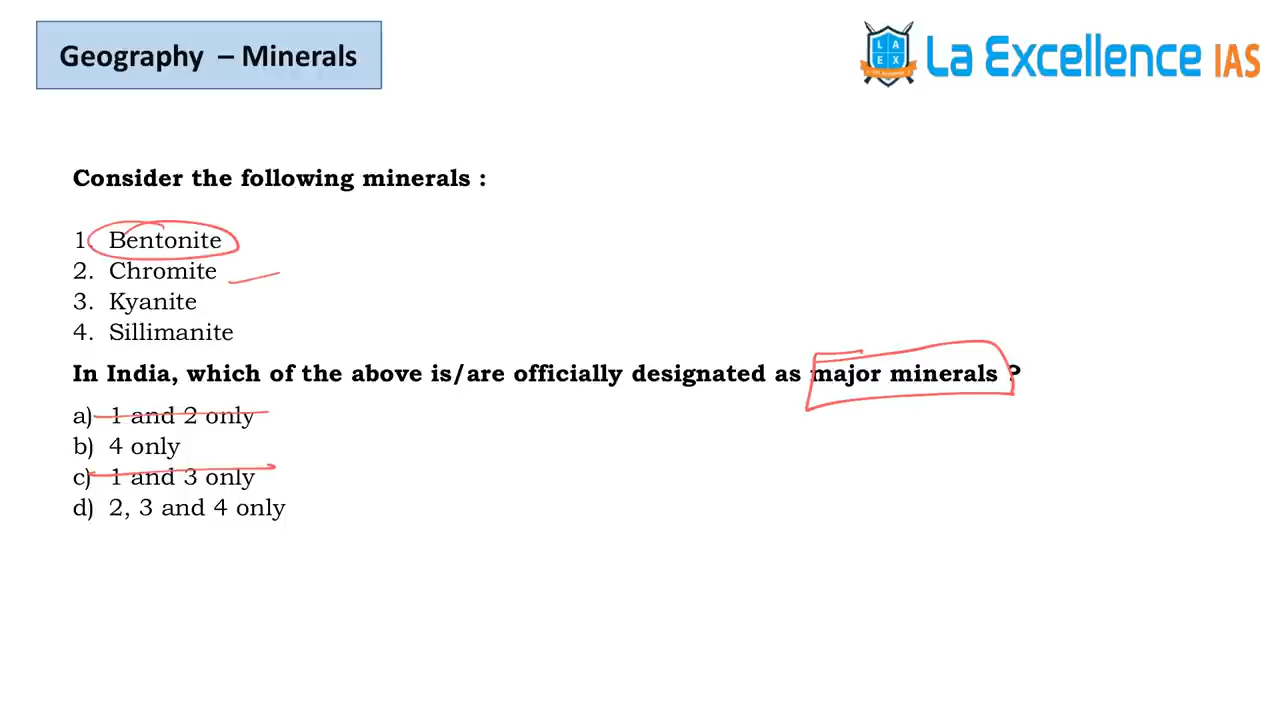 Geography – Minerals
LA
EX
La Excellence IAS
Consider the following minerals :
1. Bentonite
2. Chromite
3. Kyanite
4. Sillimanite
In India, which of the above is/are officially designated as major minerals ?
a) 1 and 2 only
b) 4 only
c) 1 and 3 only
d) 2, 3 and 4 only